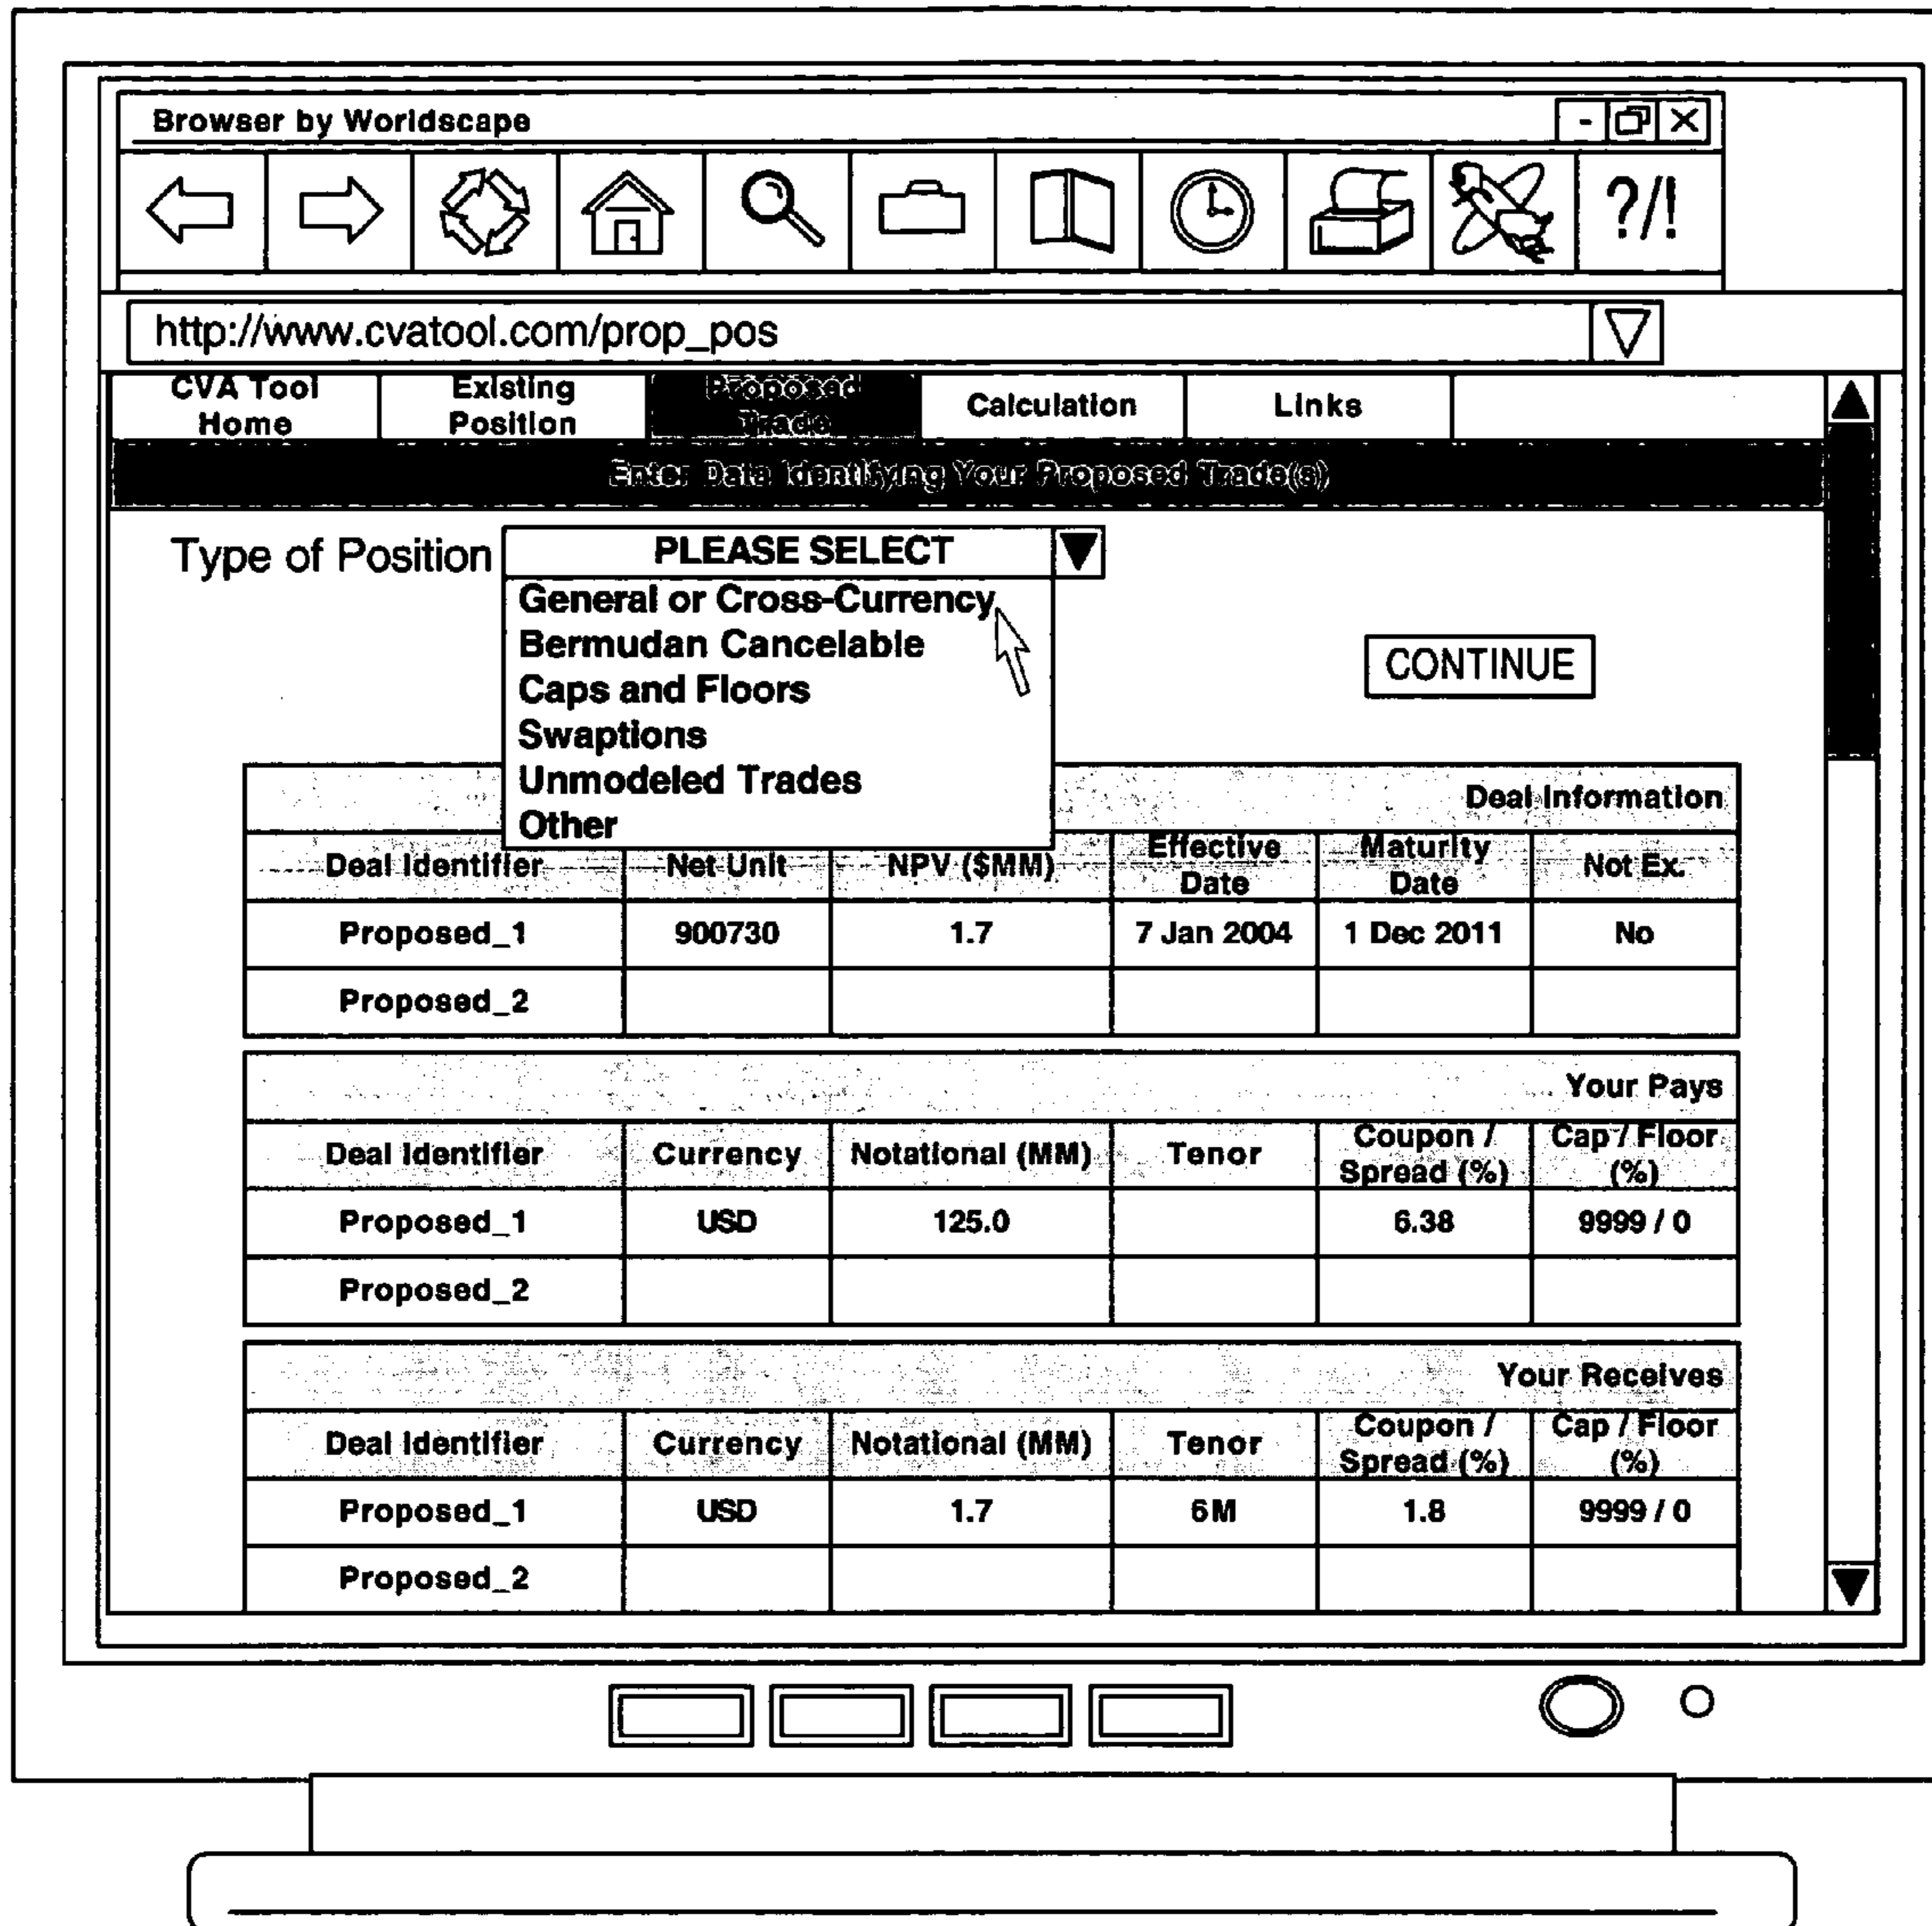 Browser by Worldscape
?/!
http://www.cvatool.com/prop_pos
CVA Tool Home
Existing Position
Proposed Trade
Calculation
Links
Enter Data Identifying Your Proposed Trade(s)
Type of Position
PLEASE SELECT
General or Cross-Currency
Bermudan Cancelable
Caps and Floors
Swaptions
Unmodeled Trades
Other
CONTINUE
Deal Information
Deal Identifier Net Unit NPV ($MM) Effective Date Maturity Date Not Ex.
Proposed_1 900730 1.7 7 Jan 2004 1 Dec 2011 No
Proposed_2
Your Pays
Deal Identifier Currency Notational (MM) Tenor Coupon / Spread (%) Cap / Floor (%)
Proposed_1 USD 125.0 6.38 9999 / 0
Proposed_2
Your Receives
Deal Identifier Currency Notational (MM) Tenor Coupon / Spread (%) Cap / Floor (%)
Proposed_1 USD 1.7 6M 1.8 9999 / 0
Proposed_2